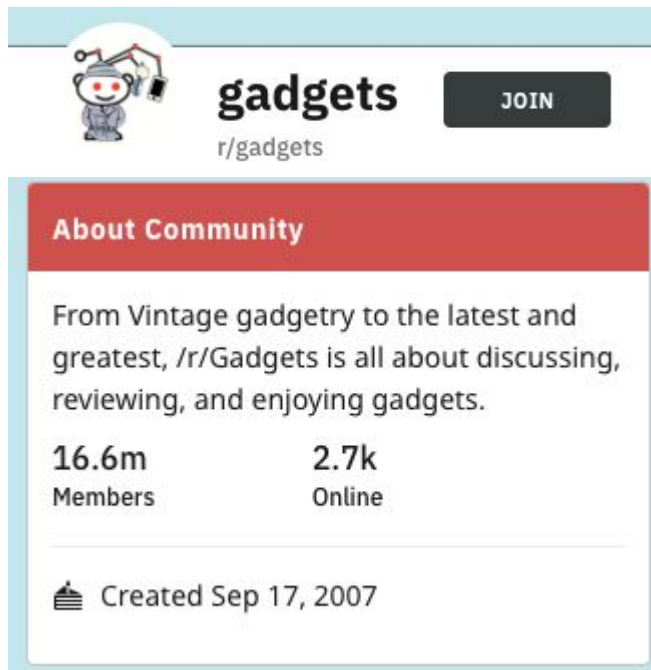 gadgets
JOIN
r/gadgets
About Community
From Vintage gadgetry to the latest and
greatest, /r/Gadgets is all about discussing,
reviewing, and enjoying gadgets.
16.6m
2.7k
Members
Online
Created Sep 17, 2007